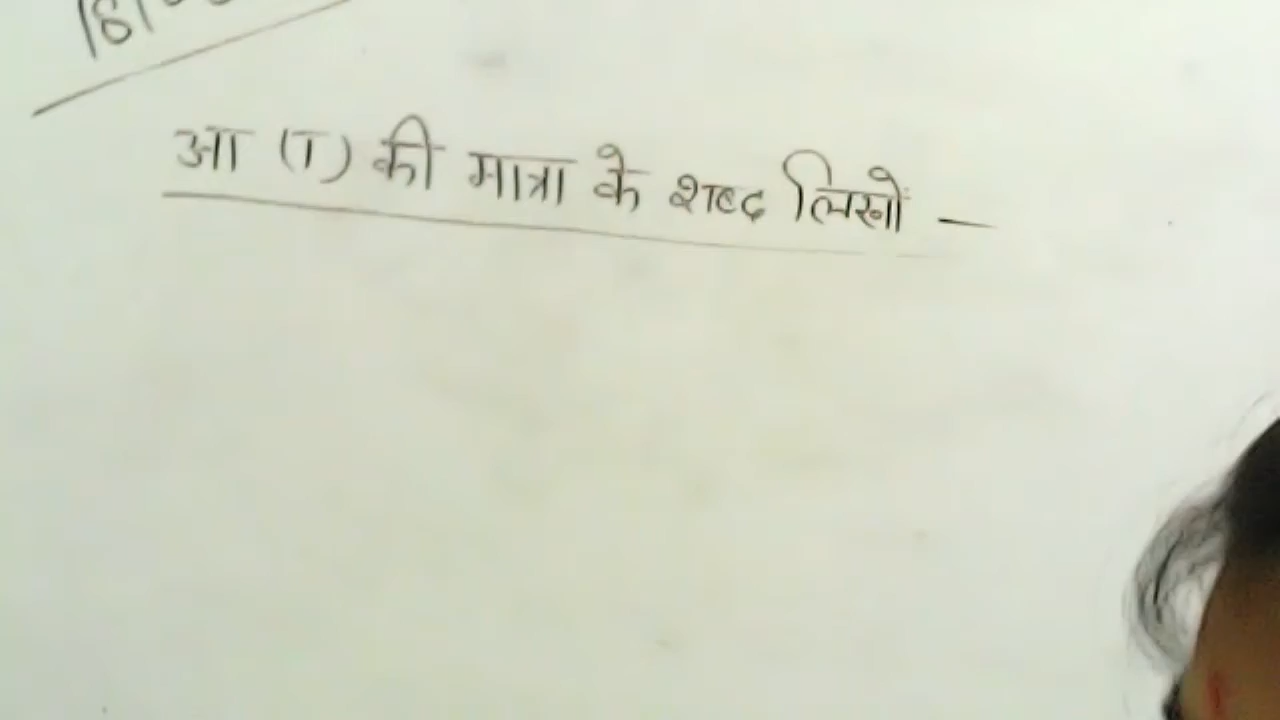 आ (ा) की मात्रा के शब्द लिखों –